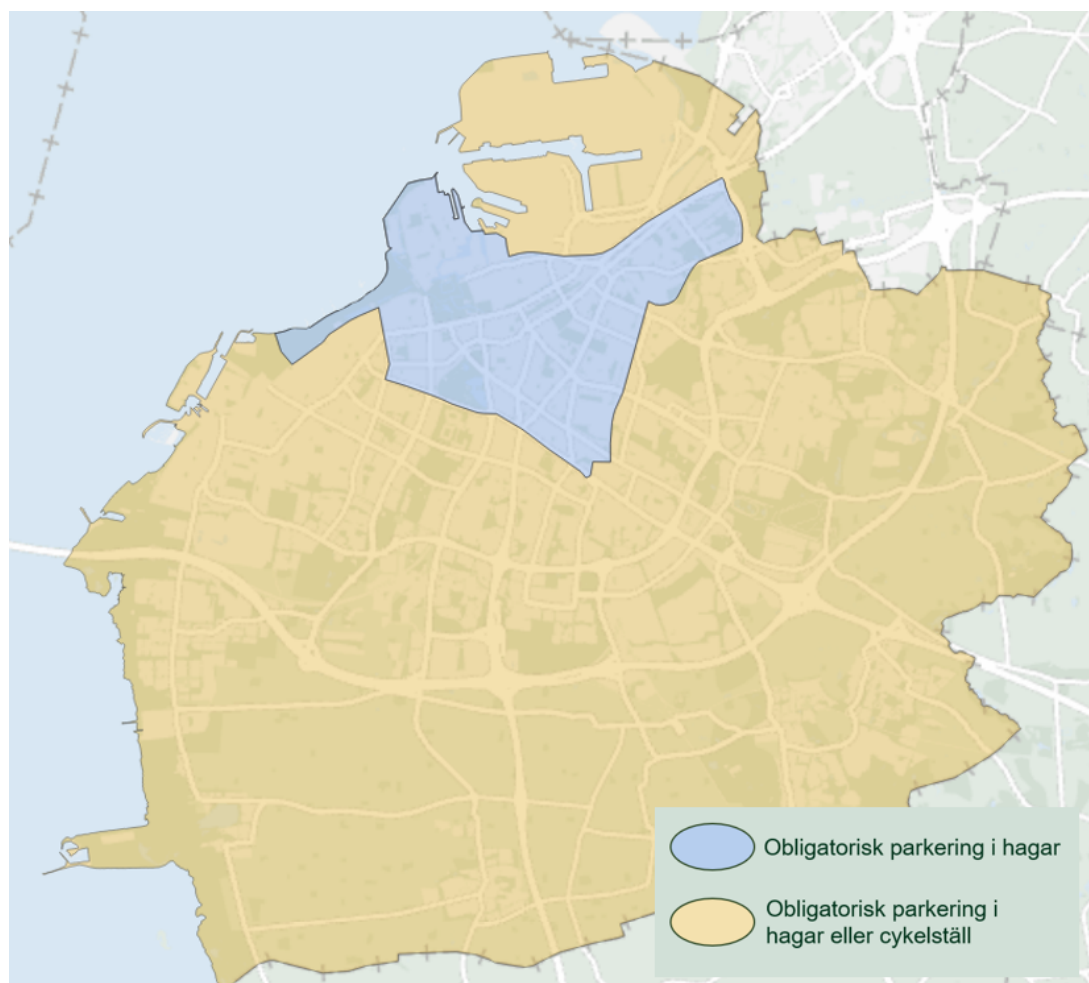 Obligatorisk parkering i hagar
Obligatorisk parkering i
hagar eller cykelställ